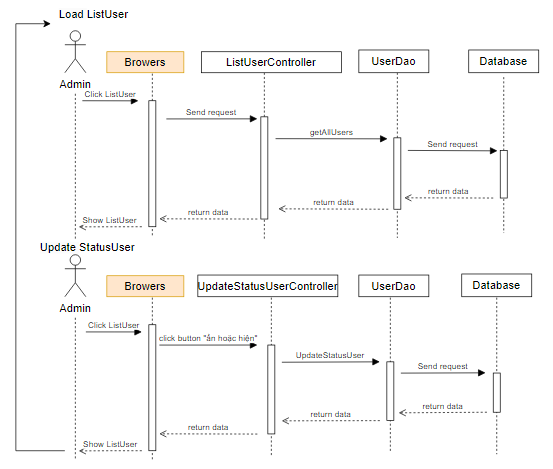 Load ListUser
Browers
ListUserController
UserDao
Database
Admin
Click ListUser
Send request
getAllUsers
Send request
return data
return data
return data
Show ListUser
Update StatusUser
Browers
UpdateStatusUserController
UserDao
Database
Admin
Click ListUser
click button "ẩn hoặc hiện"
UpdateStatusUser
Send request
return data
return data
return data
Show ListUser